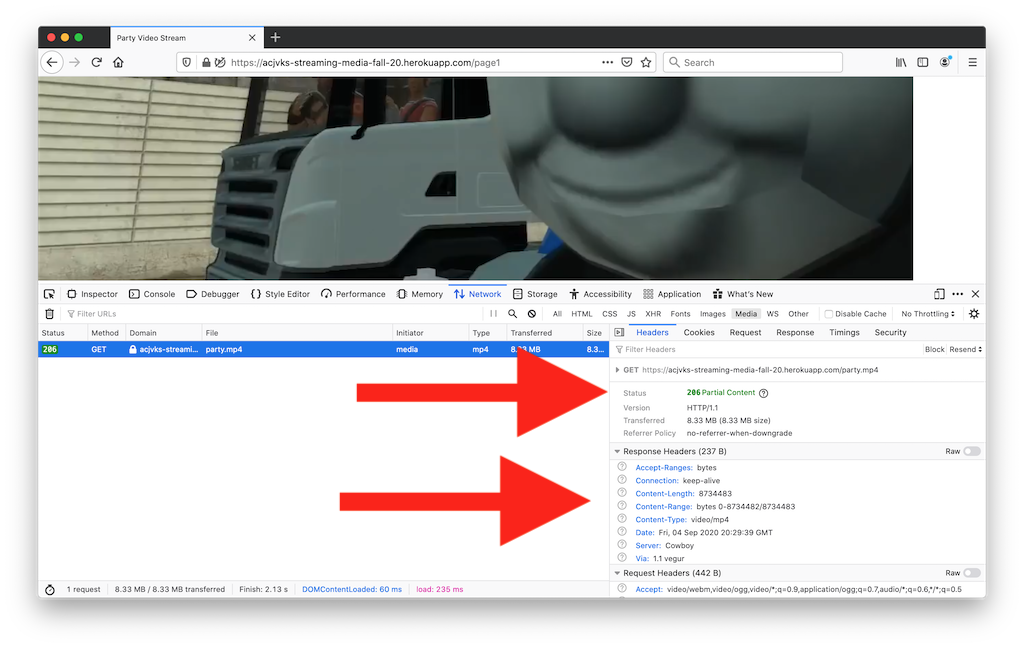 Party Video Stream
https://acjvks-streaming-media-fall-20.herokuapp.com/page1
Search
Inspector Console Debugger Style Editor Performance Memory Network Storage Accessibility Application What's New
Filter URLs
All HTML CSS JS XHR Fonts Images Media WS Other Disable Cache No Throttling
Status Method Domain File Initiator Type Transferred Size
206 GET acjvks-streami... party.mp4 media mp4 8.33 MB 8.3...
Headers Cookies Request Response Timings Security
Filter Headers
Block Resend
GET https://acjvks-streaming-media-fall-20.herokuapp.com/party.mp4
Status 206 Partial Content
Version HTTP/1.1
Transferred 8.33 MB (8.33 MB size)
Referrer Policy no-referrer-when-downgrade
Response Headers (237 B) Raw
Accept-Ranges: bytes
Connection: keep-alive
Content-Length: 8734483
Content-Range: bytes 0-8734482/8734483
Content-Type: video/mp4
Date: Fri, 04 Sep 2020 20:29:39 GMT
Server: Cowboy
Via: 1.1 vegur
Request Headers (442 B) Raw
Accept: video/webm,video/ogg,video/*;q=0.9,application/ogg;q=0.7,audio/*;q=0.6,*/*;q=0.5
1 request 8.33 MB / 8.33 MB transferred Finish: 2.13 s DOMContentLoaded: 60 ms load: 235 ms